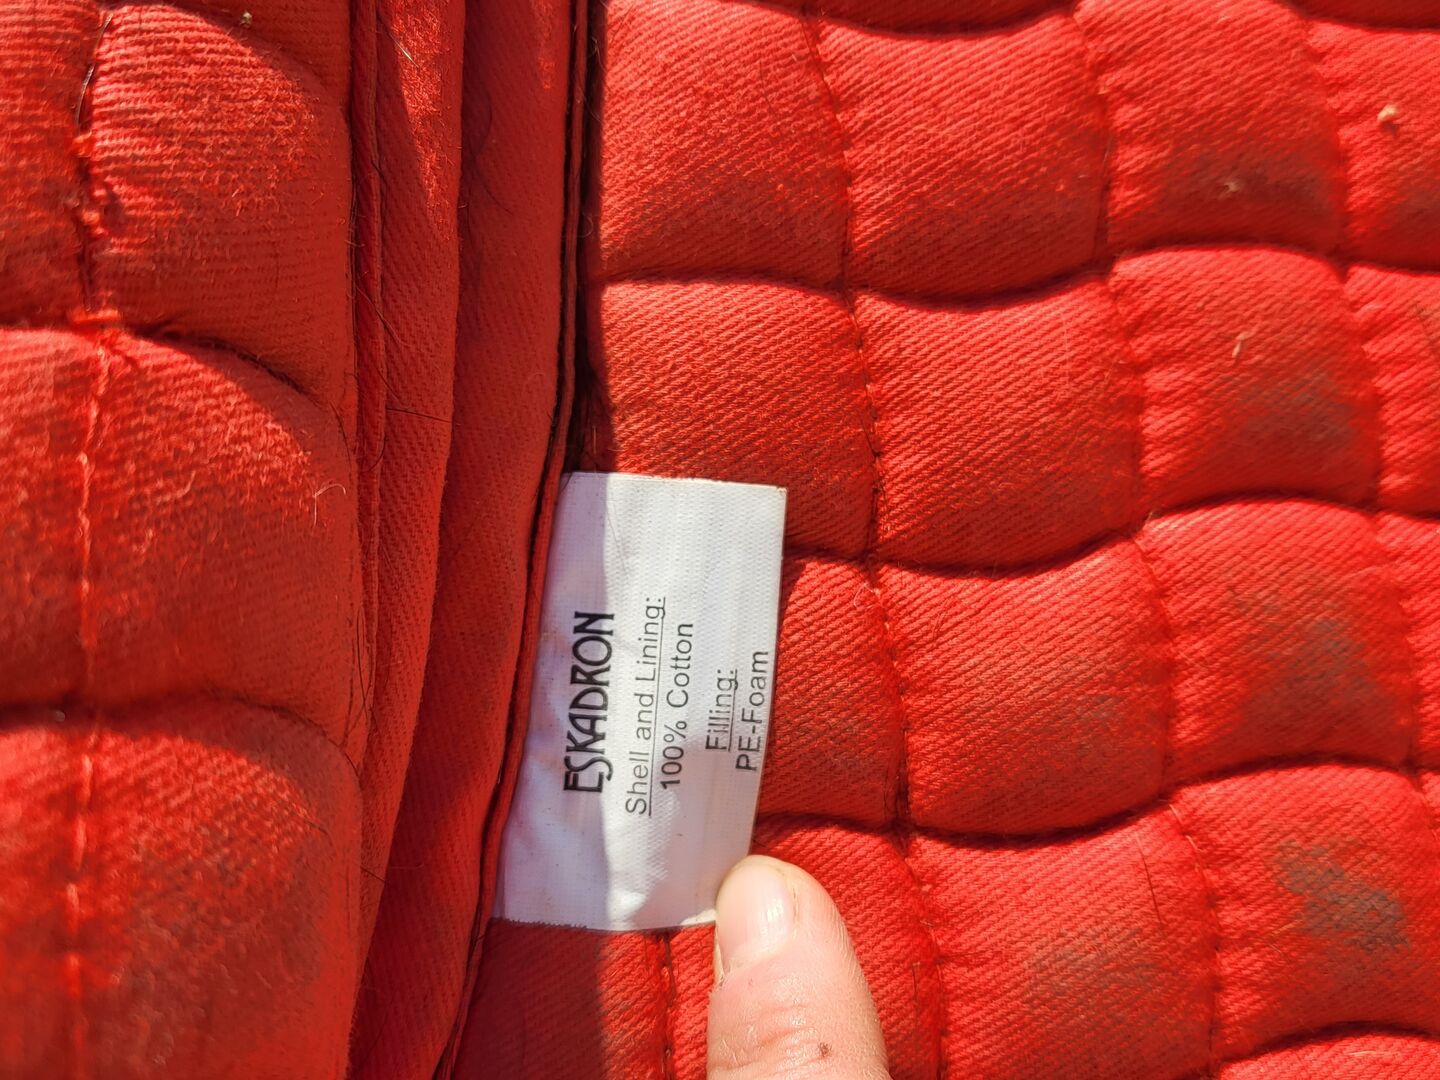 ESKADRON
Shell and Lining:
100% Cotton
Filling:
PE-Foam